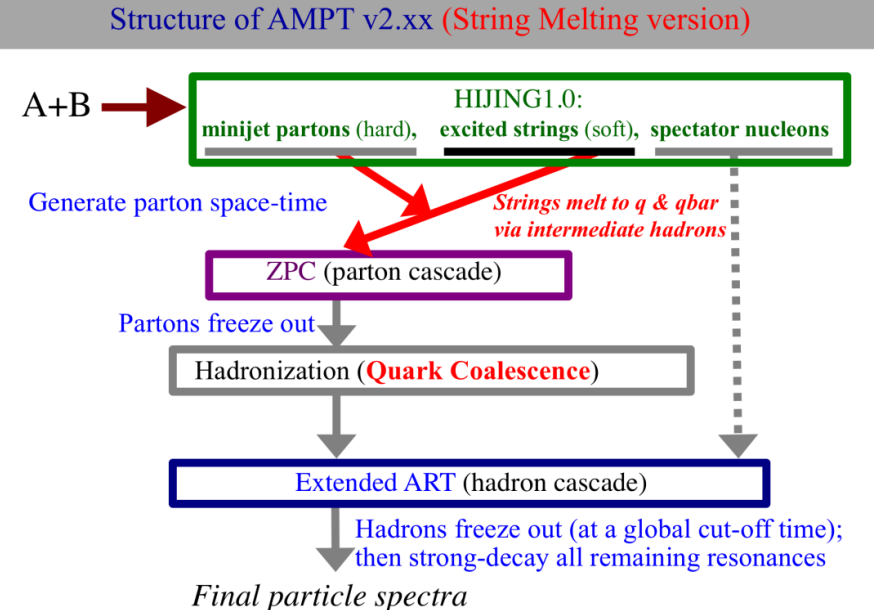 Structure of AMPT v2.xx (String Melting version)
A+B
HIJING1.0:
minijet partons (hard), excited strings (soft), spectator nucleons
Generate parton space-time
Strings melt to q & qbar
via intermediate hadrons
ZPC (parton cascade)
Partons freeze out
Hadronization (Quark Coalescence)
Extended ART (hadron cascade)
Hadrons freeze out (at a global cut-off time);
then strong-decay all remaining resonances
Final particle spectra